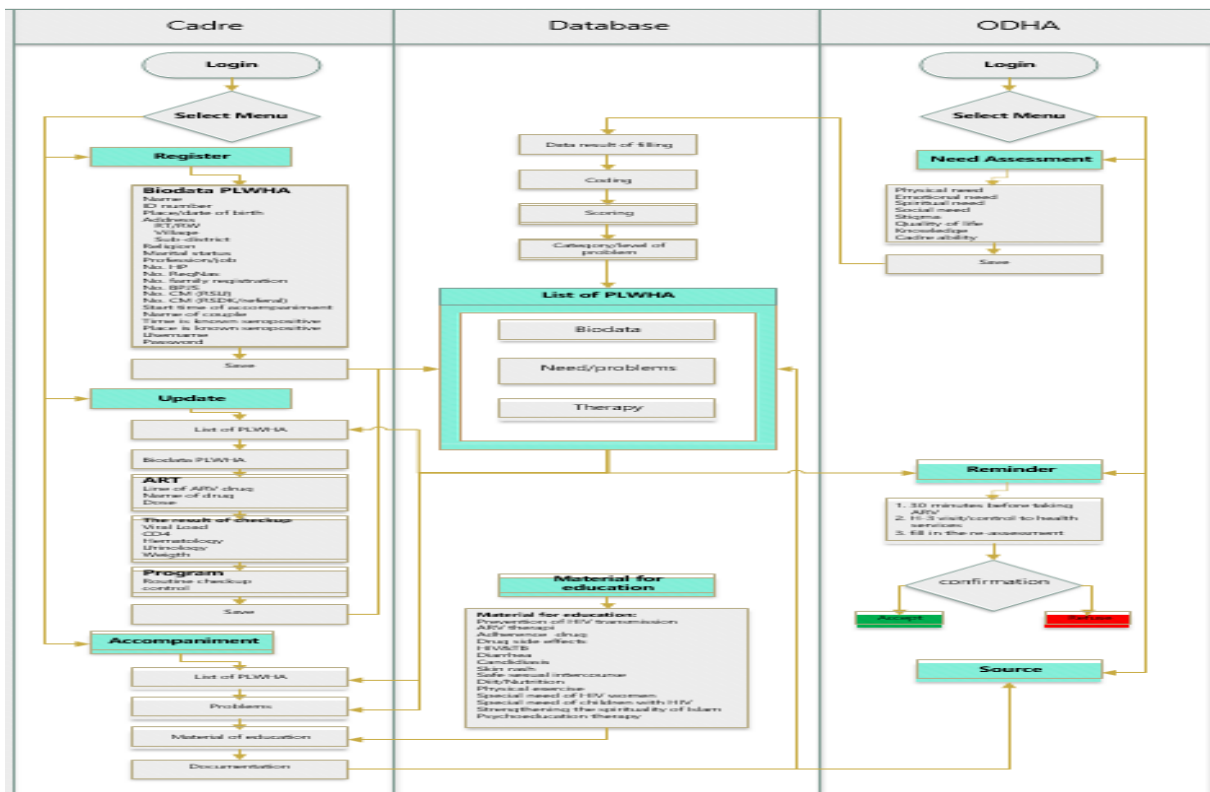 Cadre
Login
Select Menu
Register
Biodata PLWHA
Name
ID number
Place/date of birth
Address
RT/RW
Village
Sub-district
Religion
Marital status
Profession/job
No. HP
No. RegNas
No. family registration
No. BPJS
No. CM (RSU)
No. CM (RSDK/referal)
Start time of accompaniment
Name of couple
Time is known seropositive
Place is known seropositive
Username
Password
Save
Update
List of PLWHA
Biodata PLWHA
ART
Line of ARV drug
Name of drug
Dose
The result of checkup
Viral Load
CD4
Hematology
Urinology
Weigth
Program
Routine checkup
control
Save
Accompaniment
List of PLWHA
Problems
Material of education
Documentation
Database
Data result of filling
Coding
Scoring
Category/level of
problem
List of PLWHA
Biodata
Need/problems
Therapy
Material for
education
Material for education:
Prevention of HIV transmission
ARV therapi
Adherence drug
Drug side effects
HIV&TB
Diarrhea
Candidiasis
Skin rash
Safe sexual intercourse
Diit/Nutrition
Physical exercise
Special need of HIV women
Special need of children with HIV
Strengthening the spirituality of Islam
Psychoeducation therapy
ODHA
Login
Select Menu
Need Assessment
Physical need
Emotional need
Spiritual need
Social need
Stigma
Quality of life
Knowledge
Cadre ability
Save
Reminder
1. 30 minutes before taking
ARV
2. H-3 visit/control to health
services
3. fill in the re-assessment
confirmation
Accept
Refuse
Source